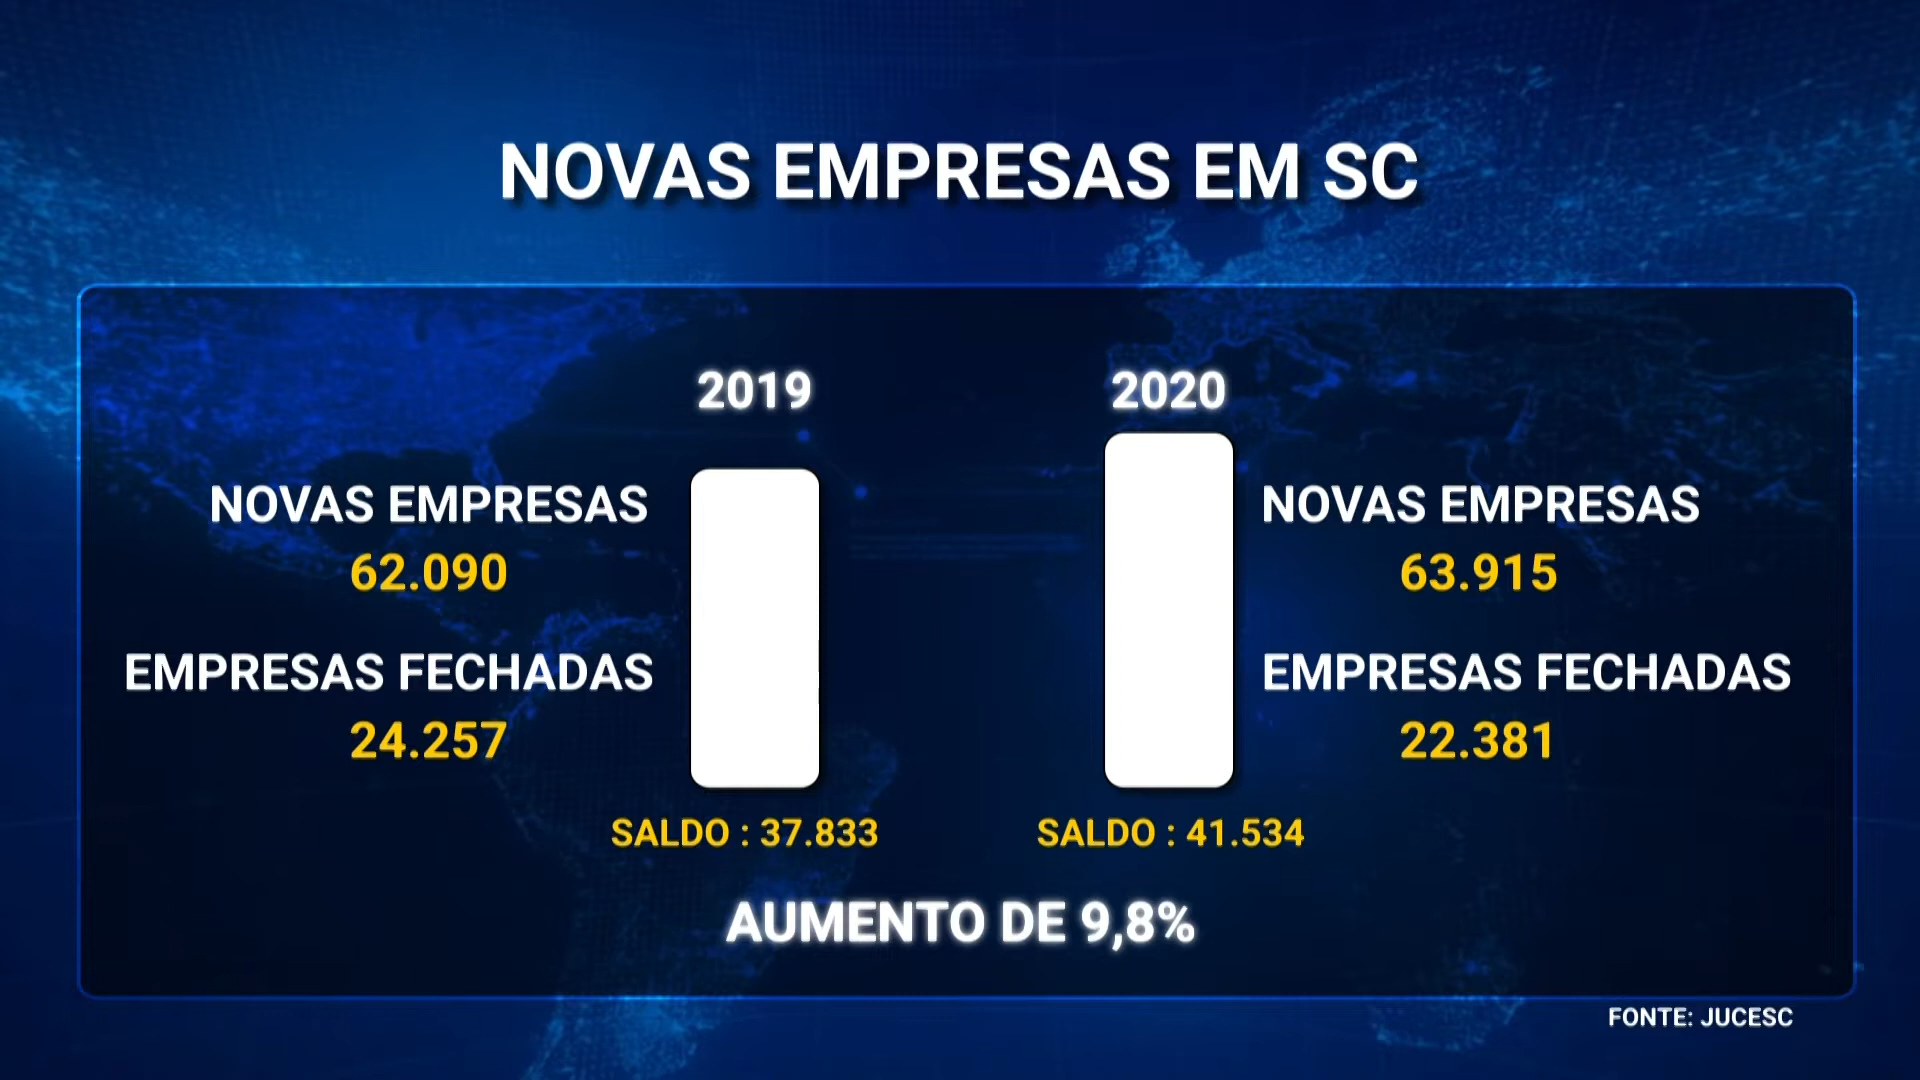 NOVAS EMPRESAS EM SC
2019
NOVAS EMPRESAS
62.090
EMPRESAS FECHADAS
24.257
SALDO : 37.833
2020
NOVAS EMPRESAS
63.915
EMPRESAS FECHADAS
22.381
SALDO : 41.534
AUMENTO DE 9,8%
FONTE: JUCESC